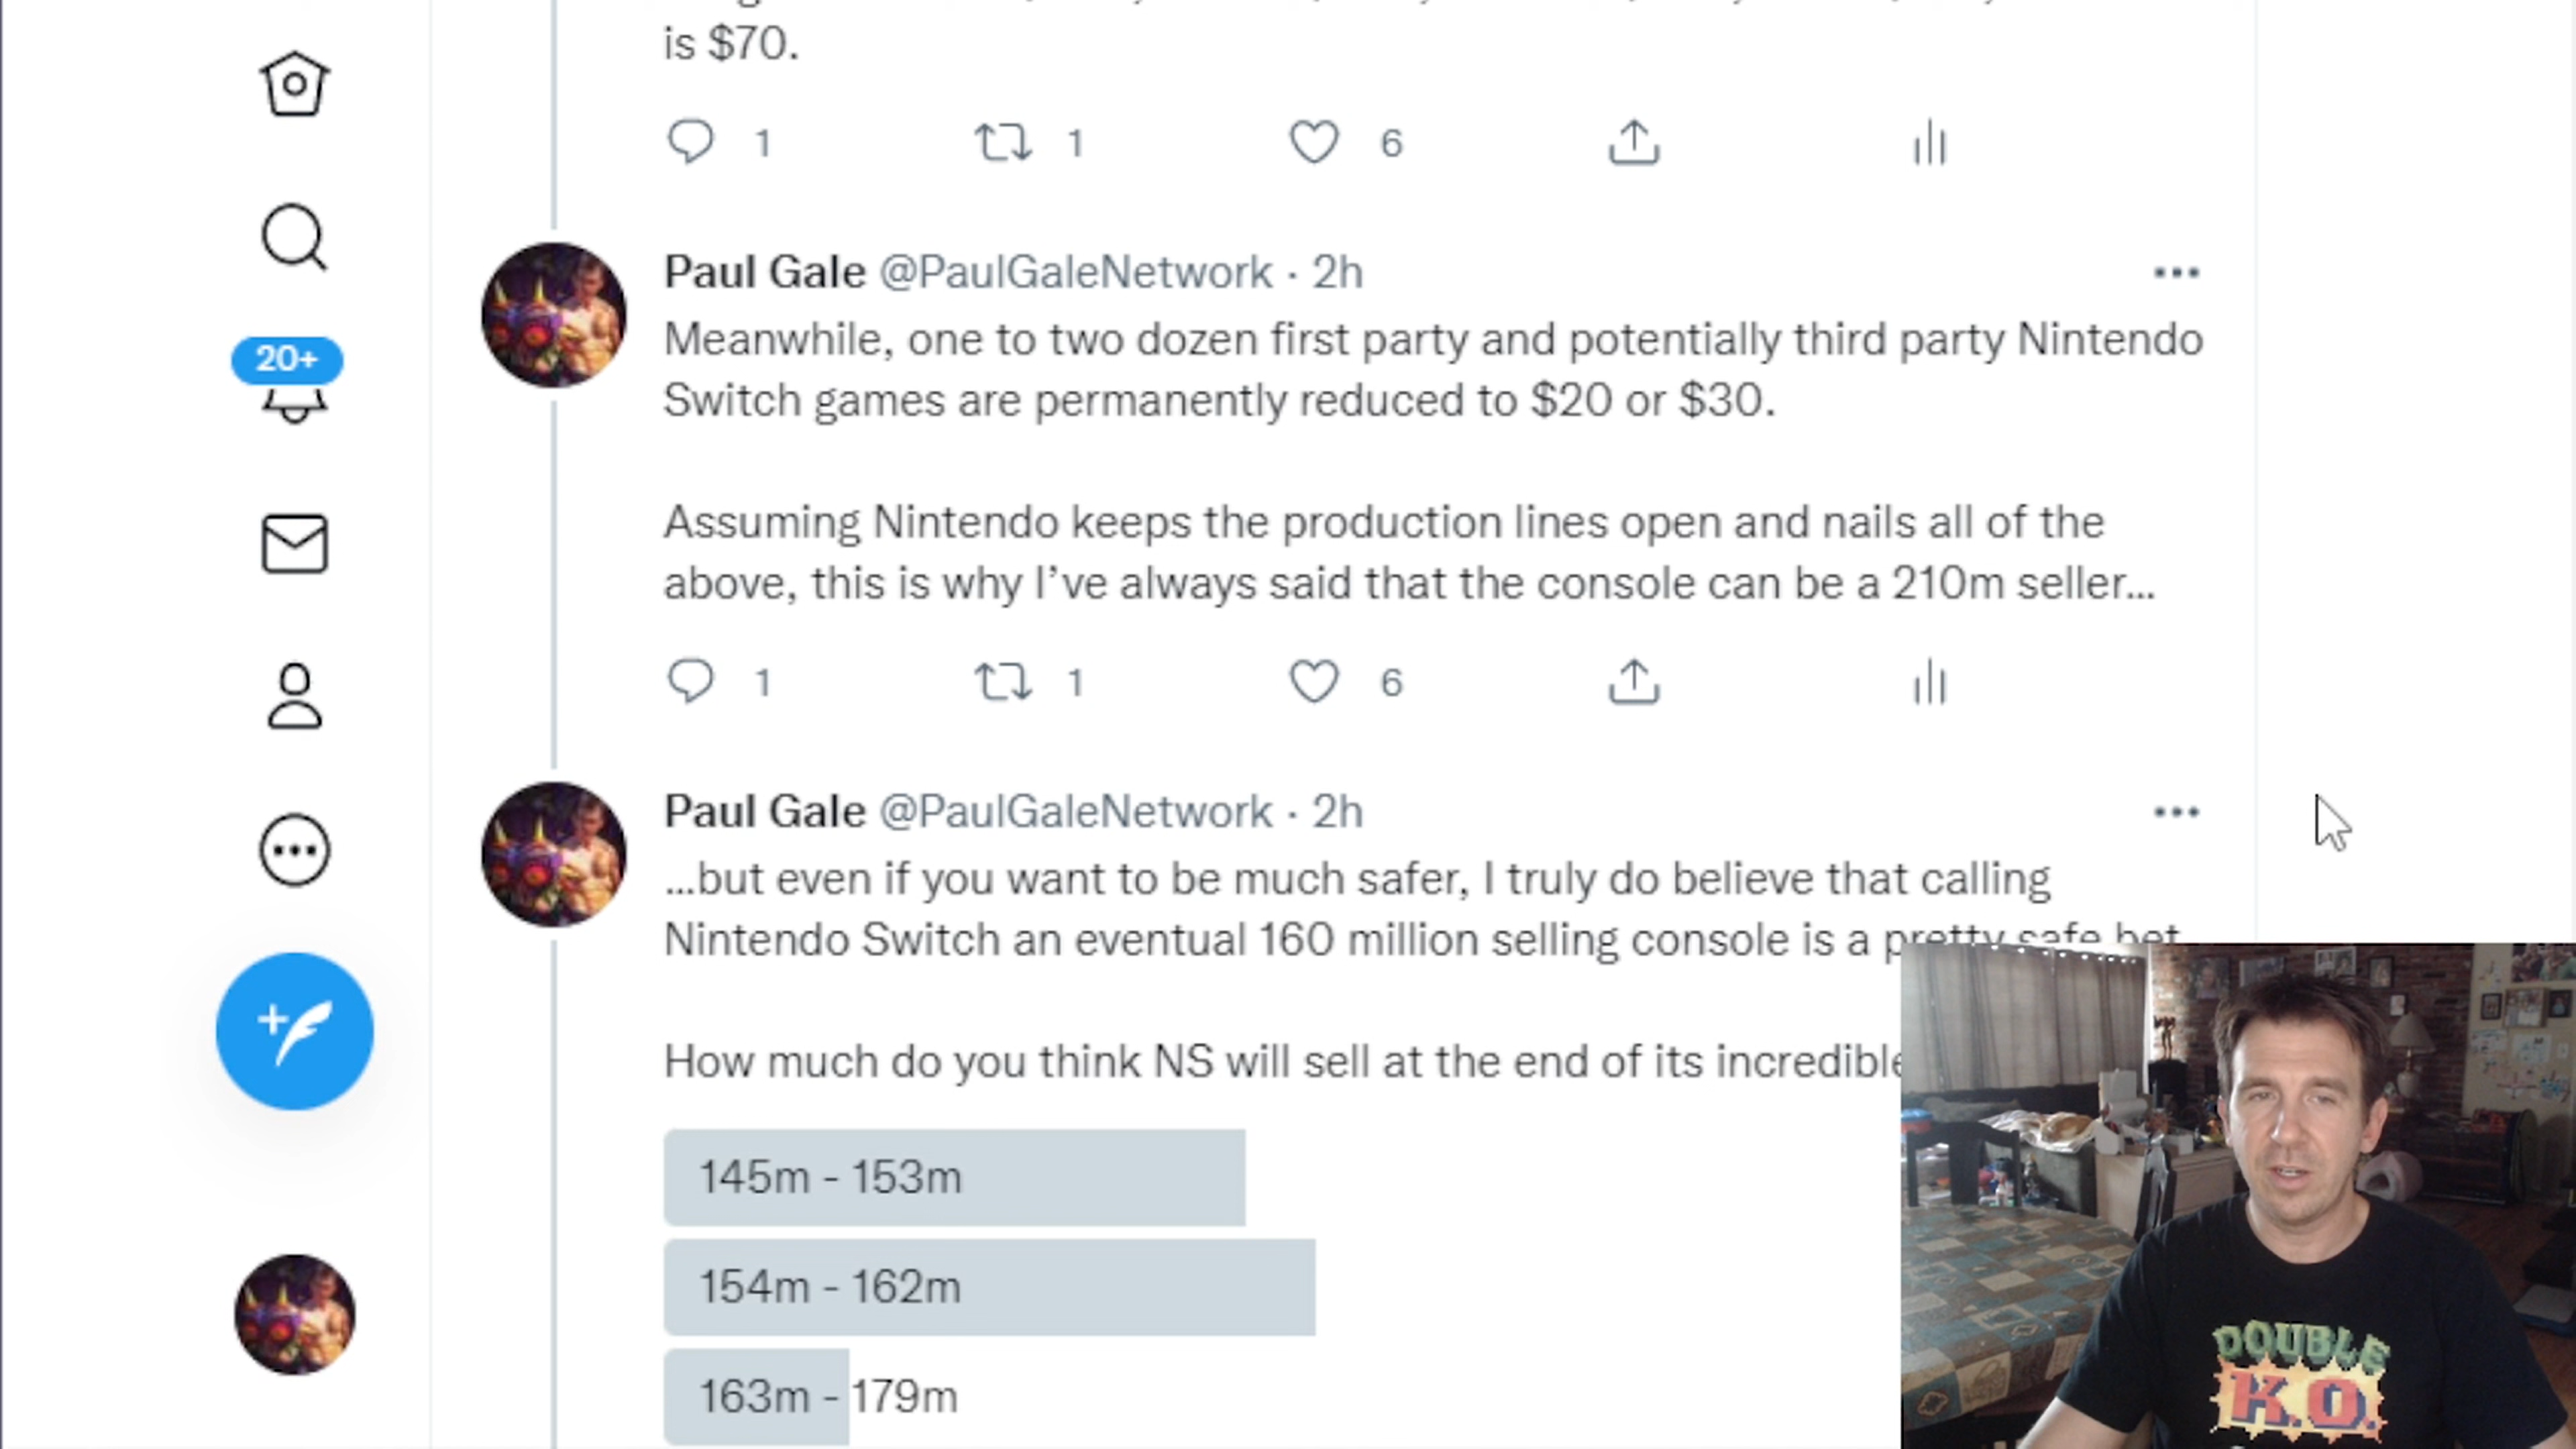 is $70.
1 1 6
20+
Paul Gale @PaulGaleNetwork · 2h
Meanwhile, one to two dozen first party and potentially third party Nintendo
Switch games are permanently reduced to $20 or $30.
Assuming Nintendo keeps the production lines open and nails all of the
above, this is why I’ve always said that the console can be a 210m seller...
1 1 6
Paul Gale @PaulGaleNetwork · 2h
...but even if you want to be much safer, I truly do believe that calling
Nintendo Switch an eventual 160 million selling console is a pretty safe bet
How much do you think NS will sell at the end of its incredible
145m - 153m
154m - 162m
163m - 179m
DOUBLE
K.O.